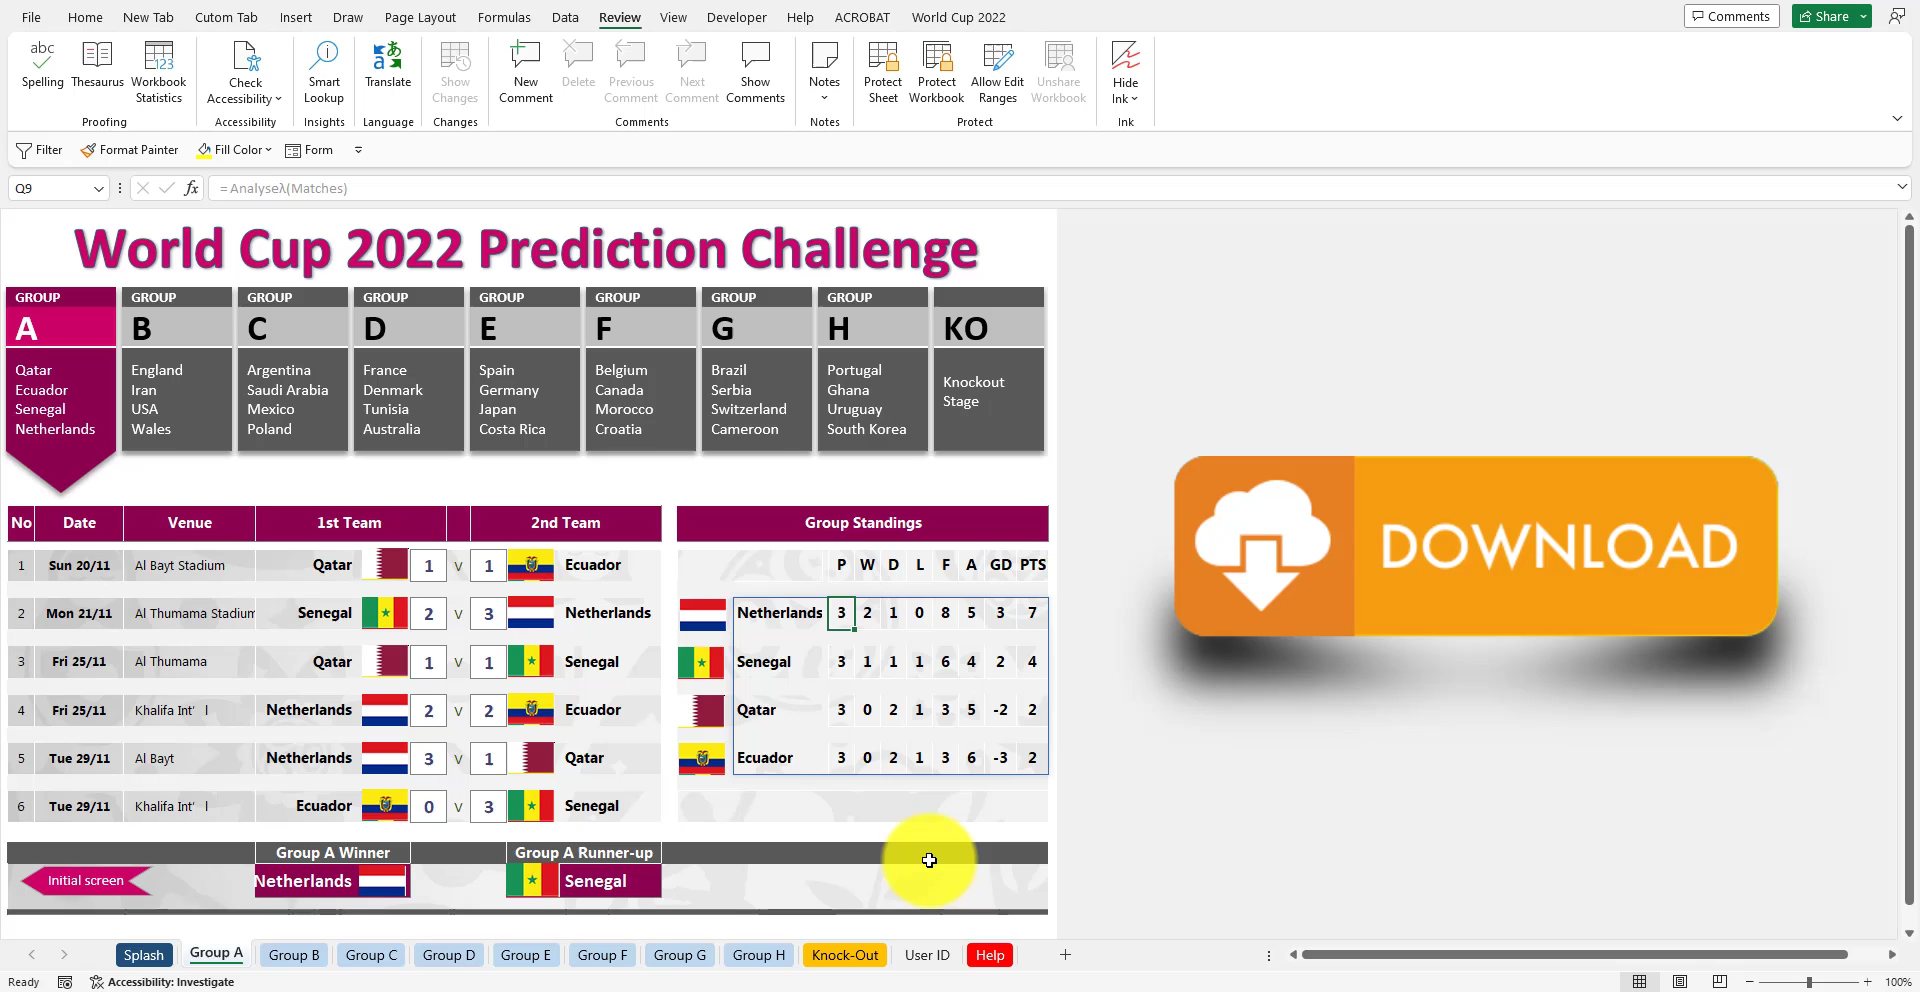 File Home New Tab Cutom Tab Insert Draw Page Layout Formulas Data Review View Developer Help ACROBAT World Cup 2022 Comments Share
abc
Spelling Thesaurus Workbook Statistics Check Accessibility Smart Lookup Translate Show Changes New Comment Delete Previous Comment Next Comment Show Comments Notes Protect Sheet Protect Workbook Allow Edit Ranges Unshare Workbook Hide Ink
Proofing Accessibility Insights Language Changes Comments Notes Protect Ink
Filter Format Painter Fill Color Form
Q9 fx =Analyseλ(Matches)
World Cup 2022 Prediction Challenge
GROUP GROUP GROUP GROUP GROUP GROUP GROUP GROUP
A B C D E F G H KO
Qatar England Argentina France Spain Belgium Brazil Portugal
Ecuador Iran Saudi Arabia Denmark Germany Canada Serbia Ghana Knockout
Senegal USA Mexico Tunisia Japan Morocco Switzerland Uruguay Stage
Netherlands Wales Poland Australia Costa Rica Croatia Cameroon South Korea
No Date Venue 1st Team 2nd Team Group Standings
1 Sun 20/11 Al Bayt Stadium Qatar 1 v 1 Ecuador P W D L F A GD PTS
2 Mon 21/11 Al Thumama Stadium Senegal 2 v 3 Netherlands Netherlands 3 2 1 0 8 5 3 7
3 Fri 25/11 Al Thumama Qatar 1 v 1 Senegal Senegal 3 1 1 1 6 4 2 4
4 Fri 25/11 Khalifa Int' l Netherlands 2 v 2 Ecuador Qatar 3 0 2 1 3 5 -2 2
5 Tue 29/11 Al Bayt Netherlands 3 v 1 Qatar Ecuador 3 0 2 1 3 6 -3 2
6 Tue 29/11 Khalifa Int' l Ecuador 0 v 3 Senegal
Group A Winner Group A Runner-up
Initial screen Netherlands Senegal
DOWNLOAD
Splash Group A Group B Group C Group D Group E Group F Group G Group H Knock-Out User ID Help
Ready Accessibility: Investigate 100%